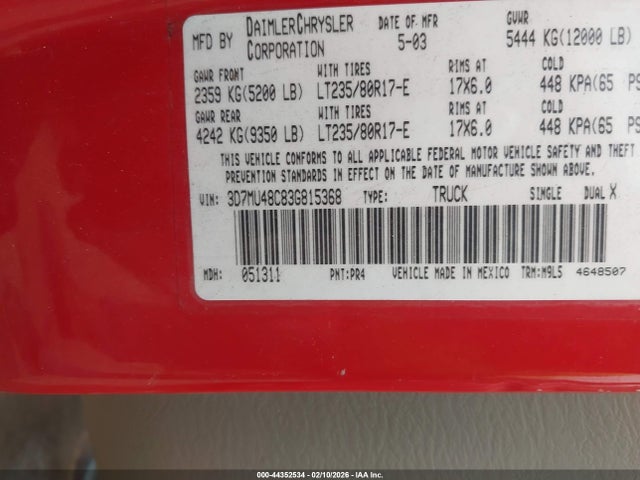 MFD BY DAIMLERCHRYSLER CORPORATION DATE OF MFR 5-03 GVWR 5444 KG(12000 LB)
GAWR FRONT WITH TIRES RIMS AT COLD
2359 KG(5200 LB) LT235/80R17-E 17X6.0 448 KPA(65 PS
GAWR REAR WITH TIRES RIMS AT COLD
4242 KG(9350 LB) LT235/80R17-E 17X6.0 448 KPA(65 PS
THIS VEHICLE CONFORMS TO ALL APPLICABLE FEDERAL MOTOR VEHICLE SAFETY AND THEFT
PREVENTION STANDARDS IN EFFECT ON THE DATE OF MANUFACTURE SHOWN ABOVE.
VIN: 3D7MU48C83G815368 TYPE: TRUCK SINGLE DUAL X
MDH: 051311 PNT:PR4 VEHICLE MADE IN MEXICO TRM:M9L5 4648507
000-44352534 - 02/10/2026 - IAA Inc.